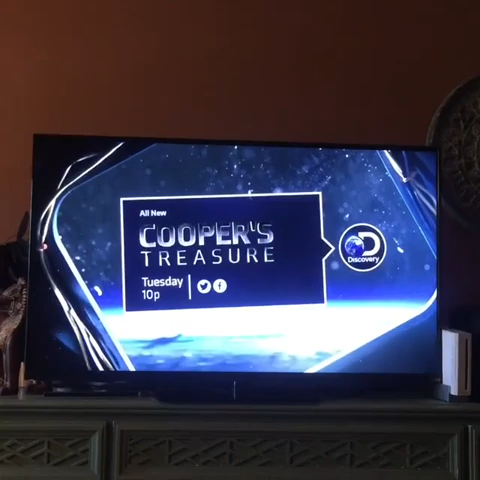 All New
COOPER'S
TREASURE
Tuesday
10p
Discovery